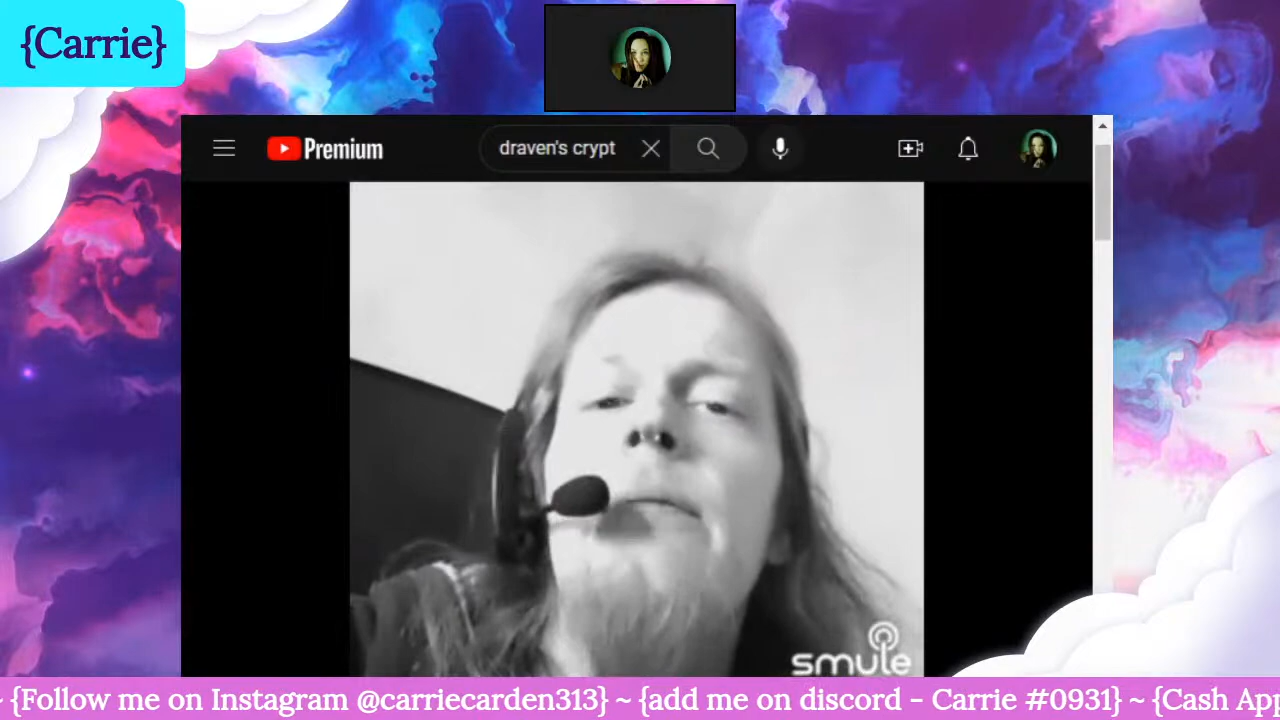 {Carrie}
Premium
draven's crypt
smule
~ {Follow me on Instagram @carriecarden313} ~ {add me on discord - Carrie #0931} ~ {Cash App